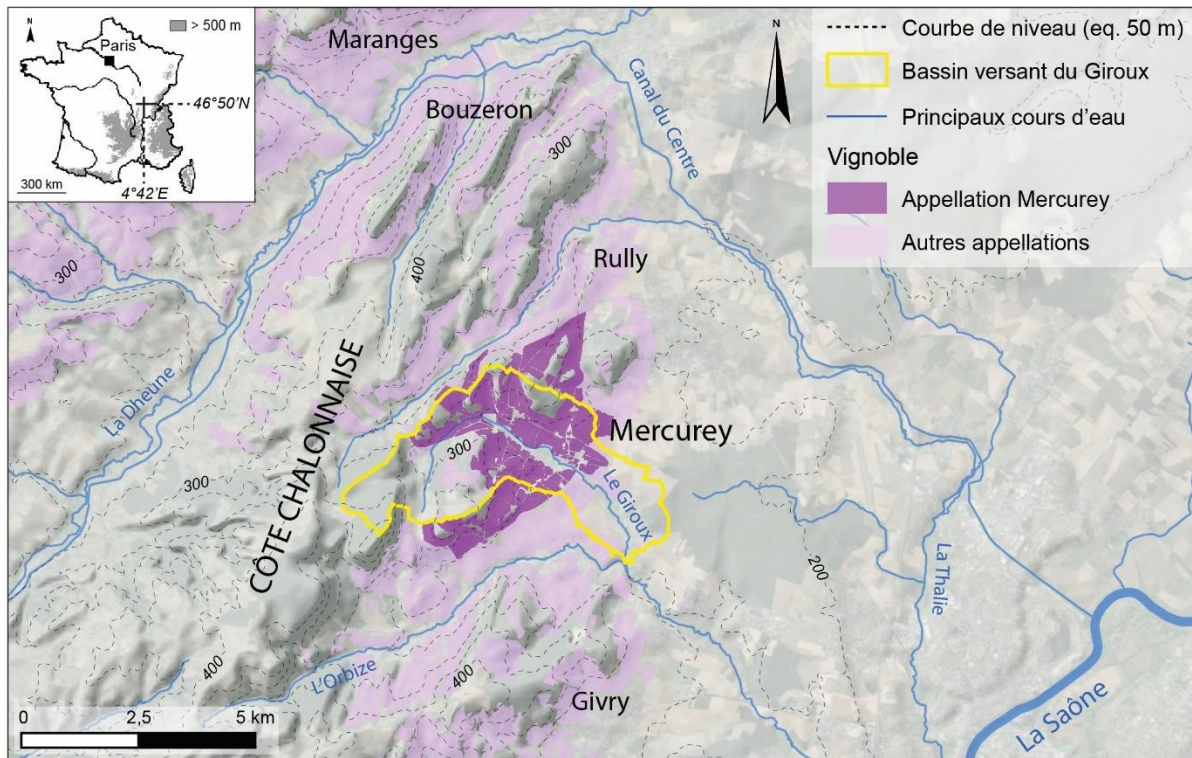 N
> 500 m
Paris
46°50'N
300 km
4°42'E
Maranges
Bouzeron
Canal du Centre
N
Courbe de niveau (eq. 50 m)
Bassin versant du Giroux
Principaux cours d'eau
Vignoble
Appellation Mercurey
Autres appellations
300
300
400
Rully
La Dheune
CÔTE CHALONNAISE
Mercurey
300
300
Le Giroux
200
La Thalie
400
L'Orbize
400
Givry
La Saône
0 2,5 5 km